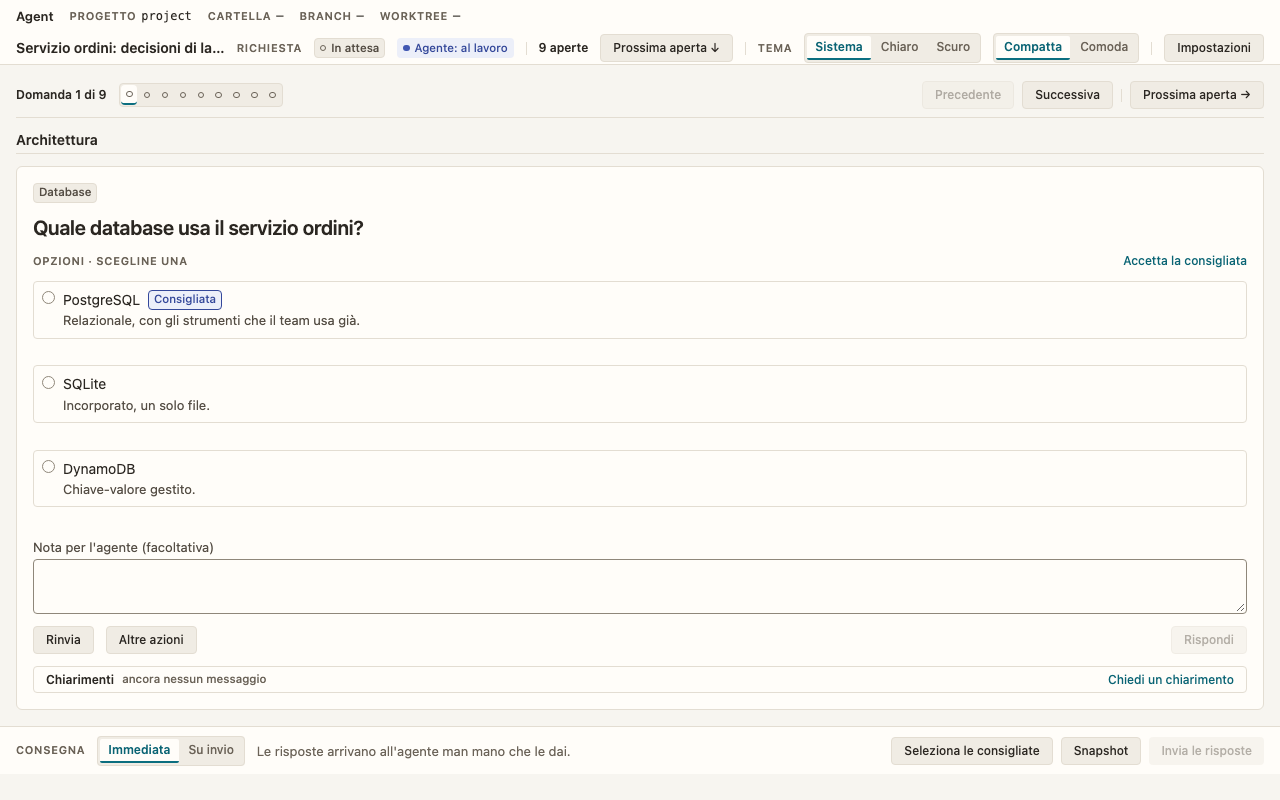 Agent PROGETTO project CARTELLA — BRANCH — WORKTREE —
Servizio ordini: decisioni di la... RICHIESTA In attesa Agente: al lavoro 9 aperte Prossima aperta ↓ TEMA Sistema Chiaro Scuro Compatta Comoda Impostazioni
Domanda 1 di 9 Precedente Successiva Prossima aperta →
Architettura
Database
Quale database usa il servizio ordini?
OPZIONI · SCEGLINE UNA Accetta la consigliata
PostgreSQL Consigliata
Relazionale, con gli strumenti che il team usa già.
SQLite
Incorporato, un solo file.
DynamoDB
Chiave-valore gestito.
Nota per l'agente (facoltativa)
Rinvia Altre azioni Rispondi
Chiarimenti ancora nessun messaggio Chiedi un chiarimento
CONSEGNA Immediata Su invio Le risposte arrivano all'agente man mano che le dai. Seleziona le consigliate Snapshot Invia le risposte